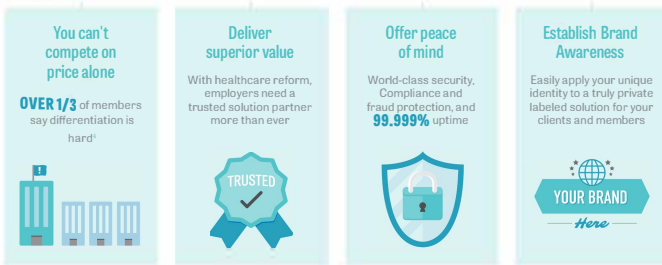 You can't
compete on
price alone
OVER 1/3 of members
say differentiation is
hard⁴
Deliver
superior value
With healthcare reform,
employers need a
trusted solution partner
more than ever
TRUSTED
Offer peace
of mind
World-class security,
Compliance and
fraud protection, and
99.999% uptime
Establish Brand
Awareness
Easily apply your unique
identity to a truly private
labeled solution for your
clients and members
YOUR BRAND
Here